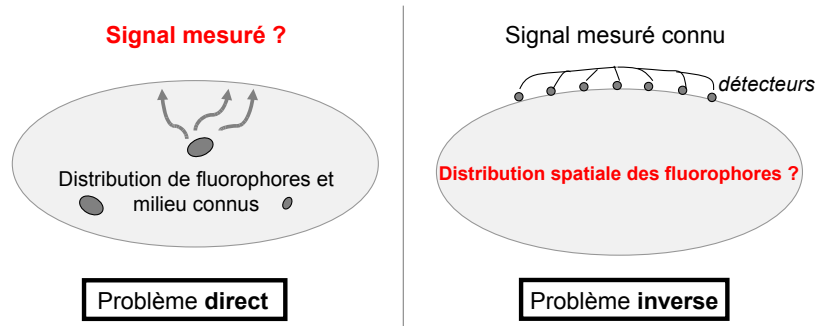 Signal mesuré ?
Distribution de fluorophores et
milieu connus
Problème direct
Signal mesuré connu
détecteurs
Distribution spatiale des fluorophores ?
Problème inverse